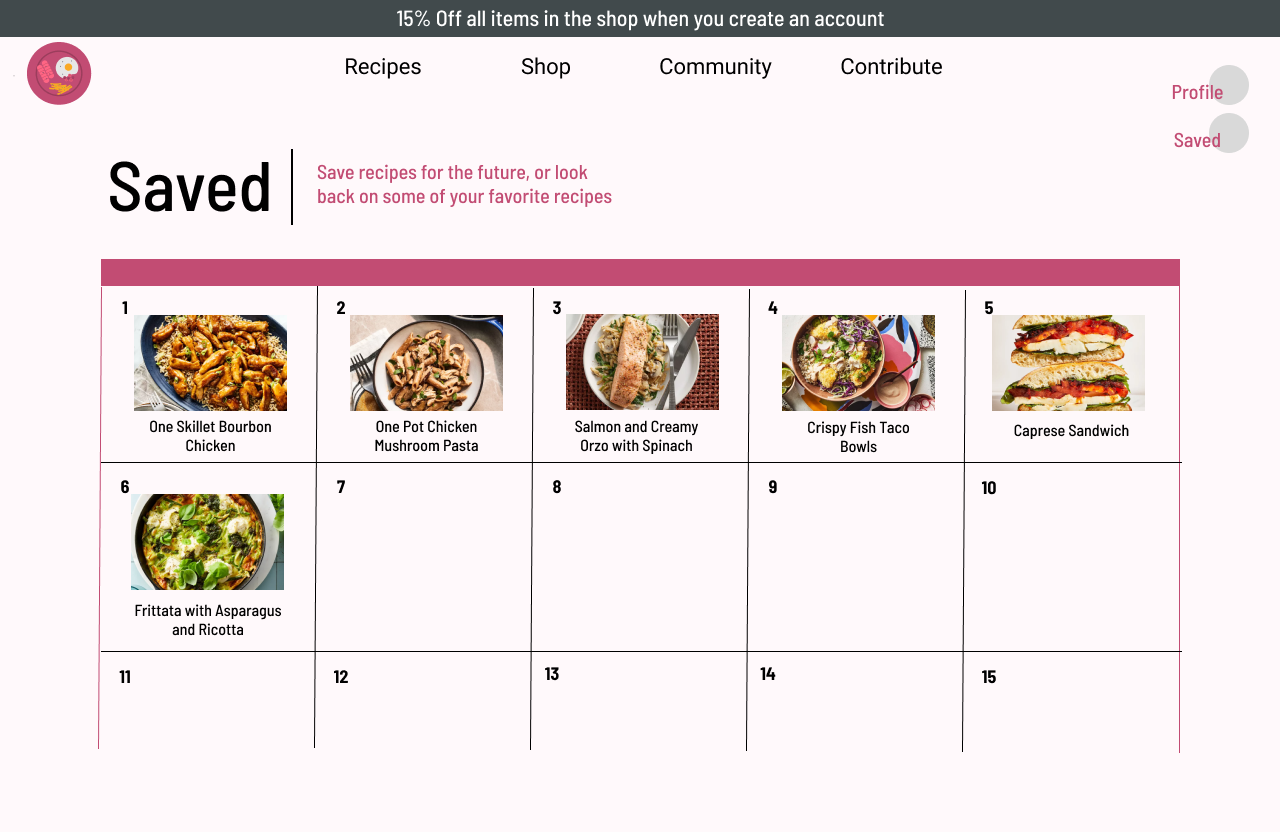 15% Off all items in the shop when you create an account
Recipes
Shop
Community
Contribute
Profile
Saved
Saved
Save recipes for the future, or look
back on some of your favorite recipes
1
2
3
4
5
One Skillet Bourbon
Chicken
One Pot Chicken
Mushroom Pasta
Salmon and Creamy
Orzo with Spinach
Crispy Fish Taco
Bowls
Caprese Sandwich
6
7
8
9
10
Frittata with Asparagus
and Ricotta
11
12
13
14
15